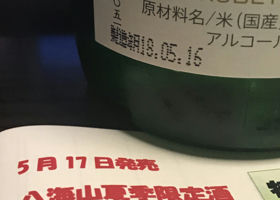 原材料名/米(国産
アルコール
製造年月18.05.16
5月17日発売
八海山夏季限定酒